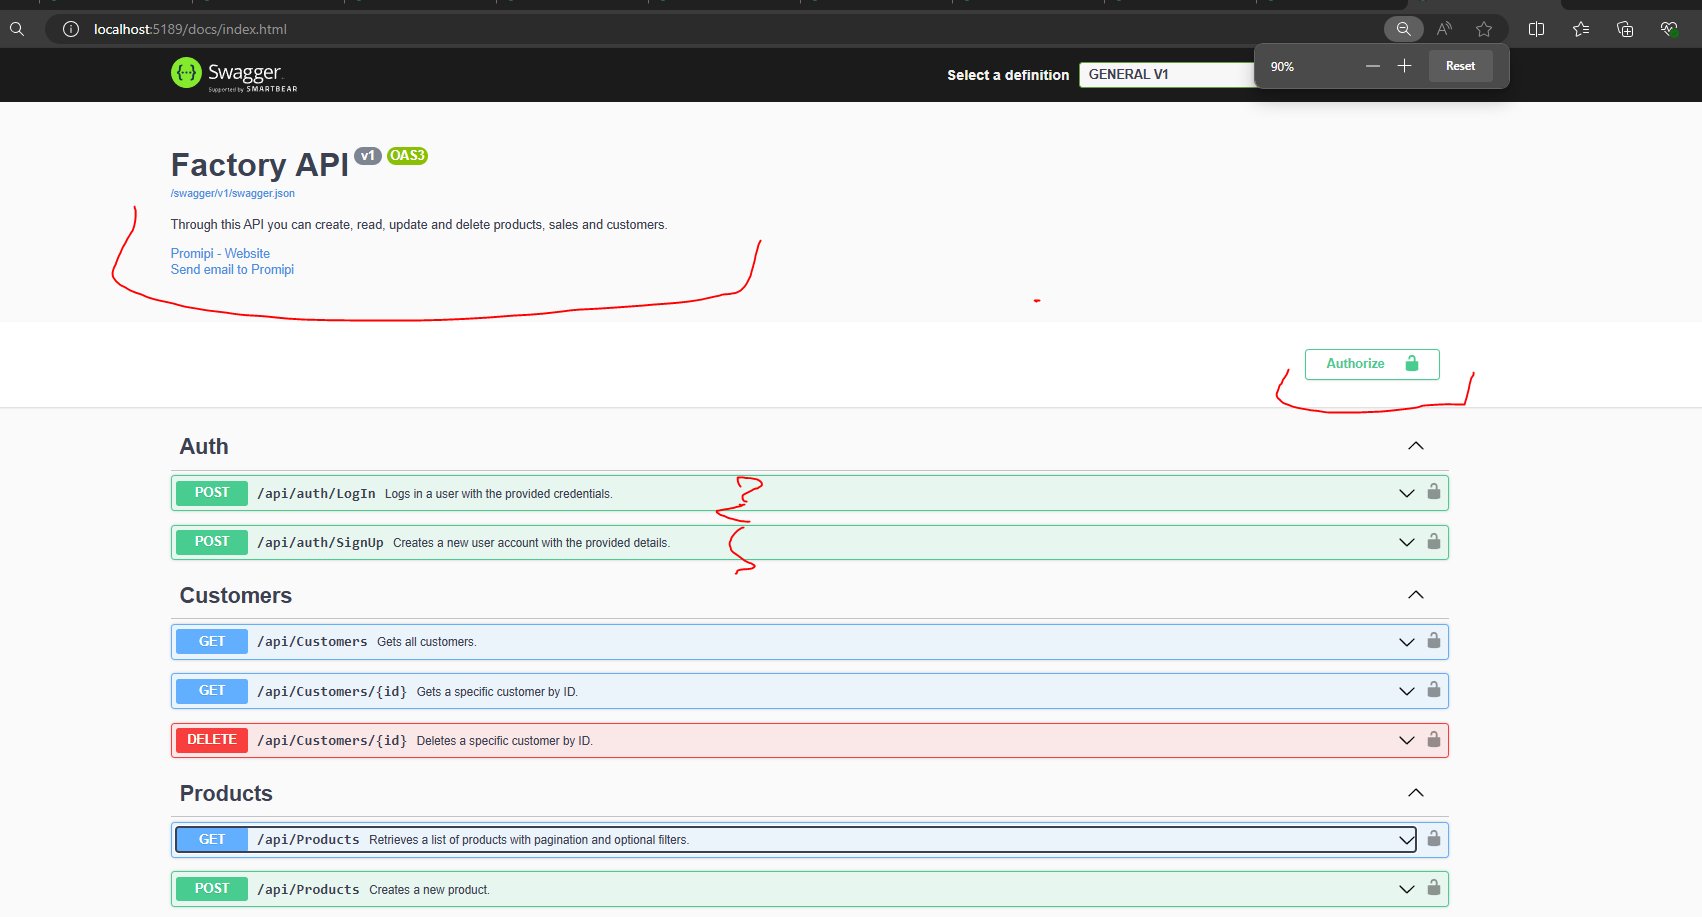 localhost:5189/docs/index.html
90%
Reset
Swagger
Supported by SMARTBEAR
Select a definition
GENERAL V1
Factory API v1 OAS3
/swagger/v1/swagger.json
Through this API you can create, read, update and delete products, sales and customers.
Promipi - Website
Send email to Promipi
Authorize
Auth
POST /api/auth/LogIn Logs in a user with the provided credentials.
POST /api/auth/SignUp Creates a new user account with the provided details.
Customers
GET /api/Customers Gets all customers.
GET /api/Customers/{id} Gets a specific customer by ID.
DELETE /api/Customers/{id} Deletes a specific customer by ID.
Products
GET /api/Products Retrieves a list of products with pagination and optional filters.
POST /api/Products Creates a new product.